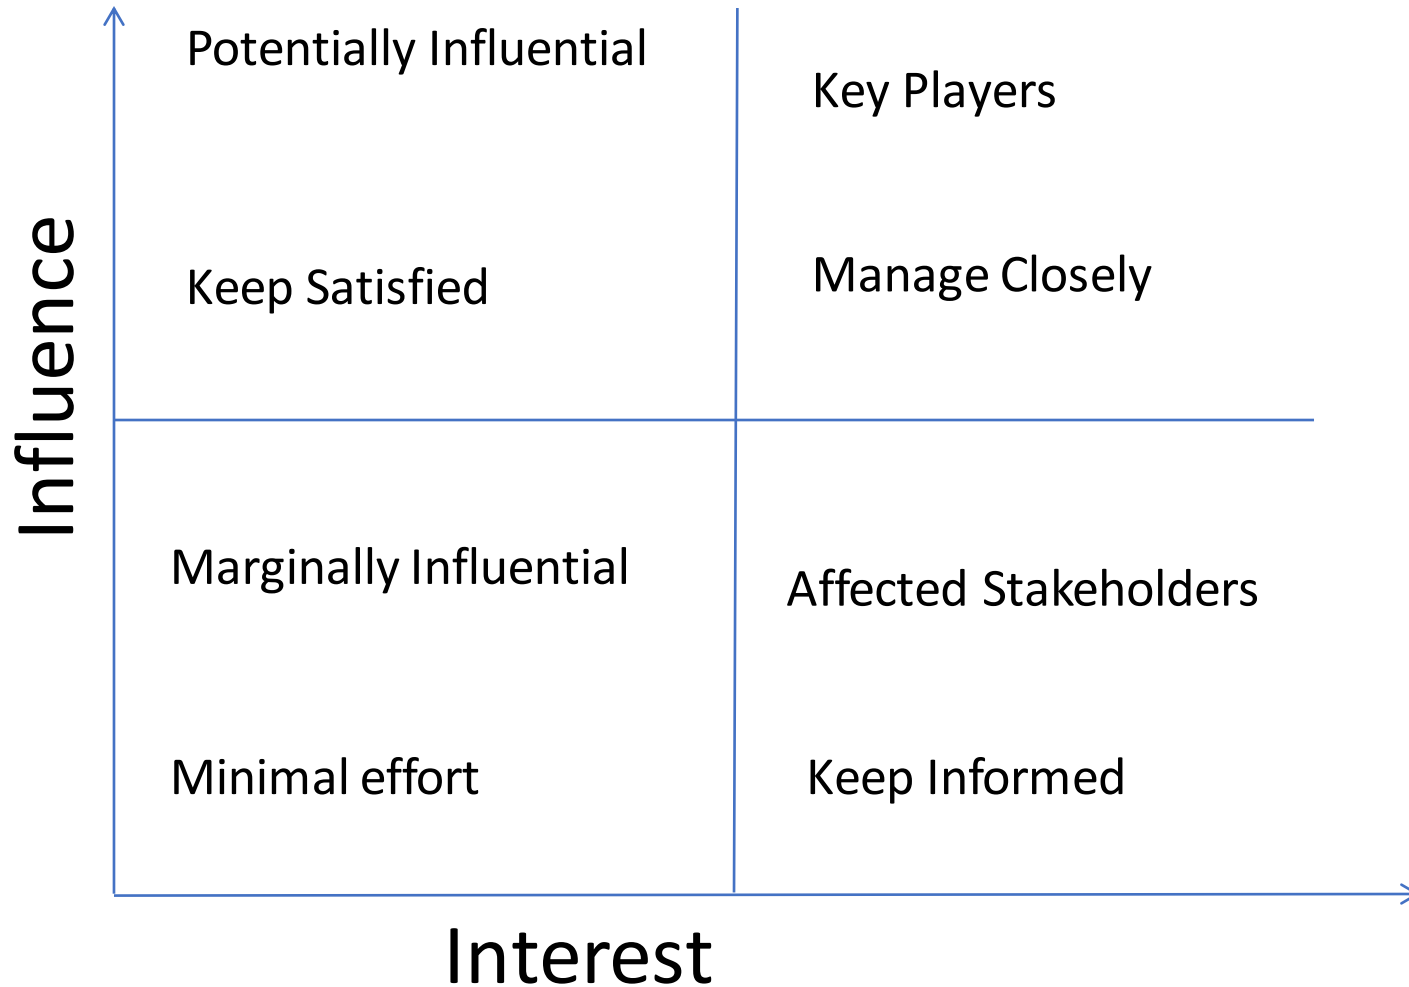 Potentially Influential
Key Players
Keep Satisfied
Manage Closely
Influence
Marginally Influential
Affected Stakeholders
Minimal effort
Keep Informed
Interest